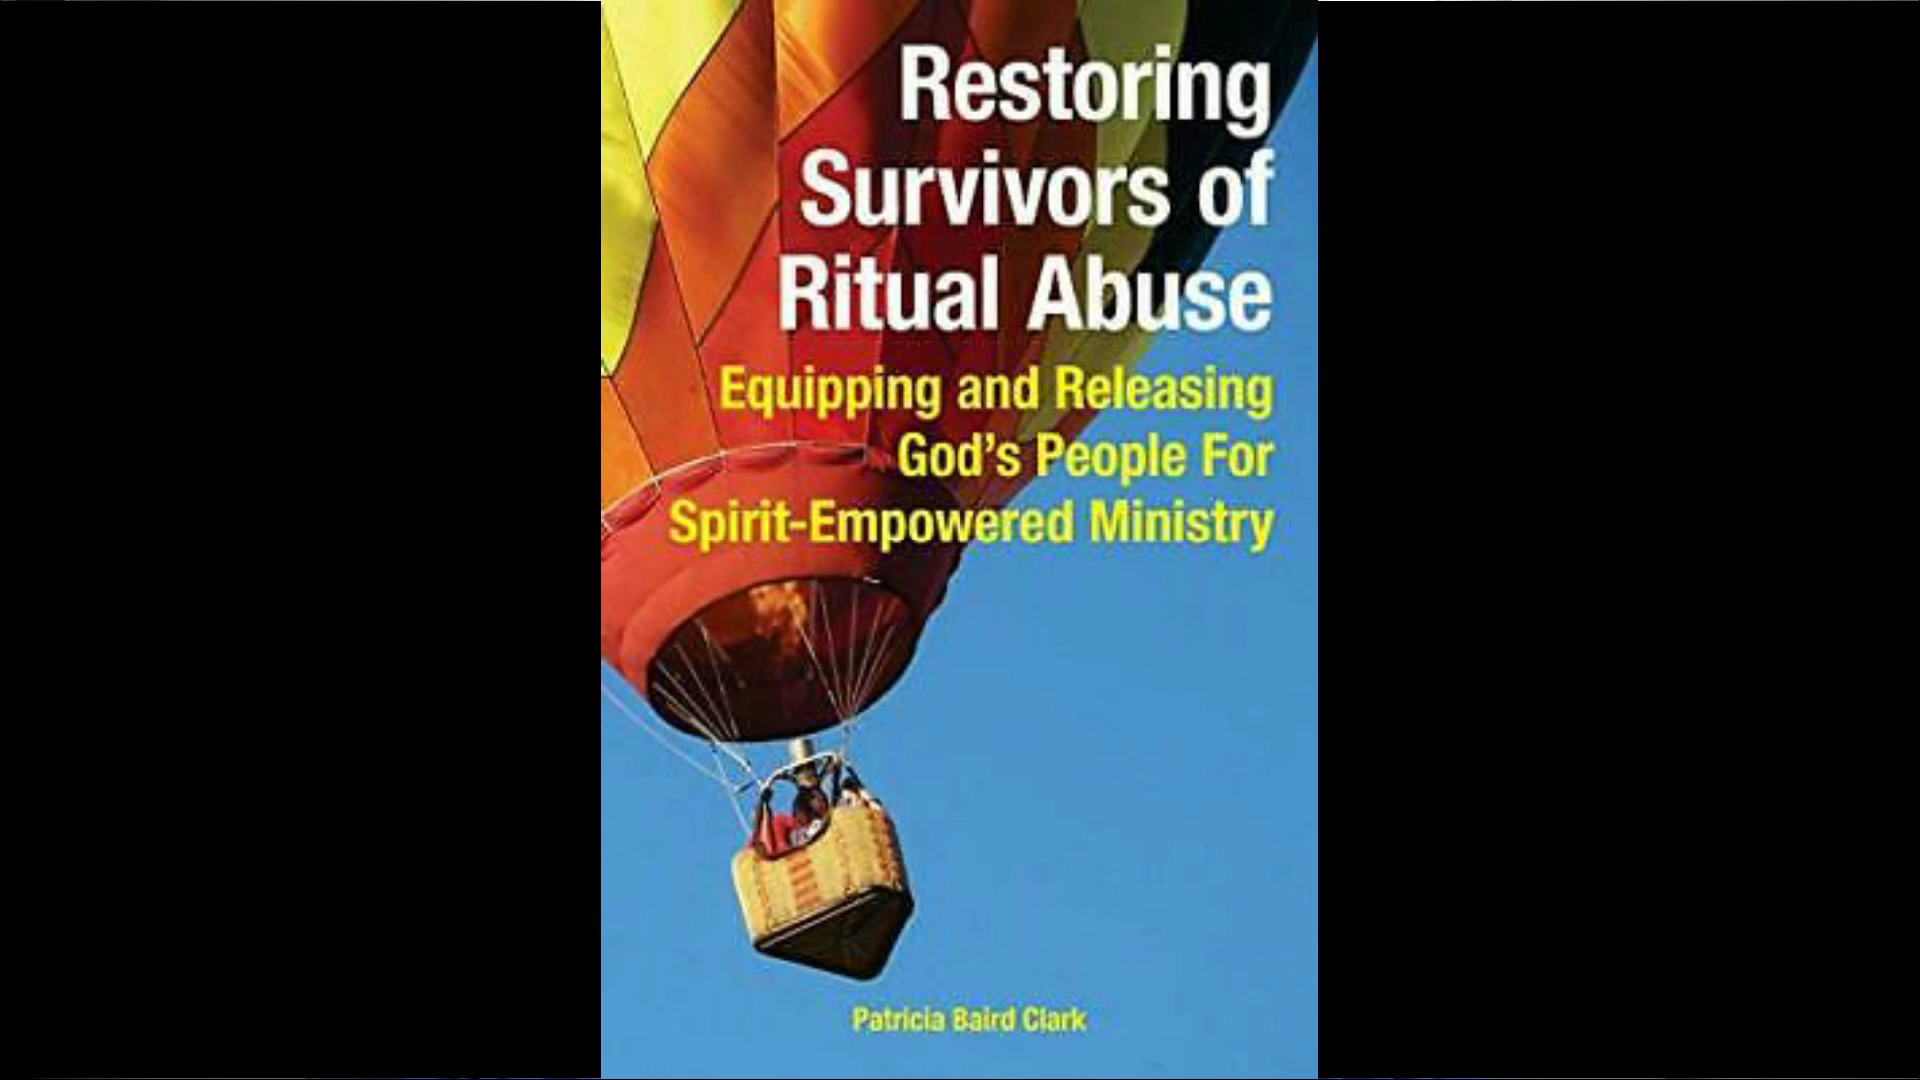 Restoring
Survivors of
Ritual Abuse
Equipping and Releasing
God's People For
Spirit-Empowered Ministry
Patricia Baird Clark